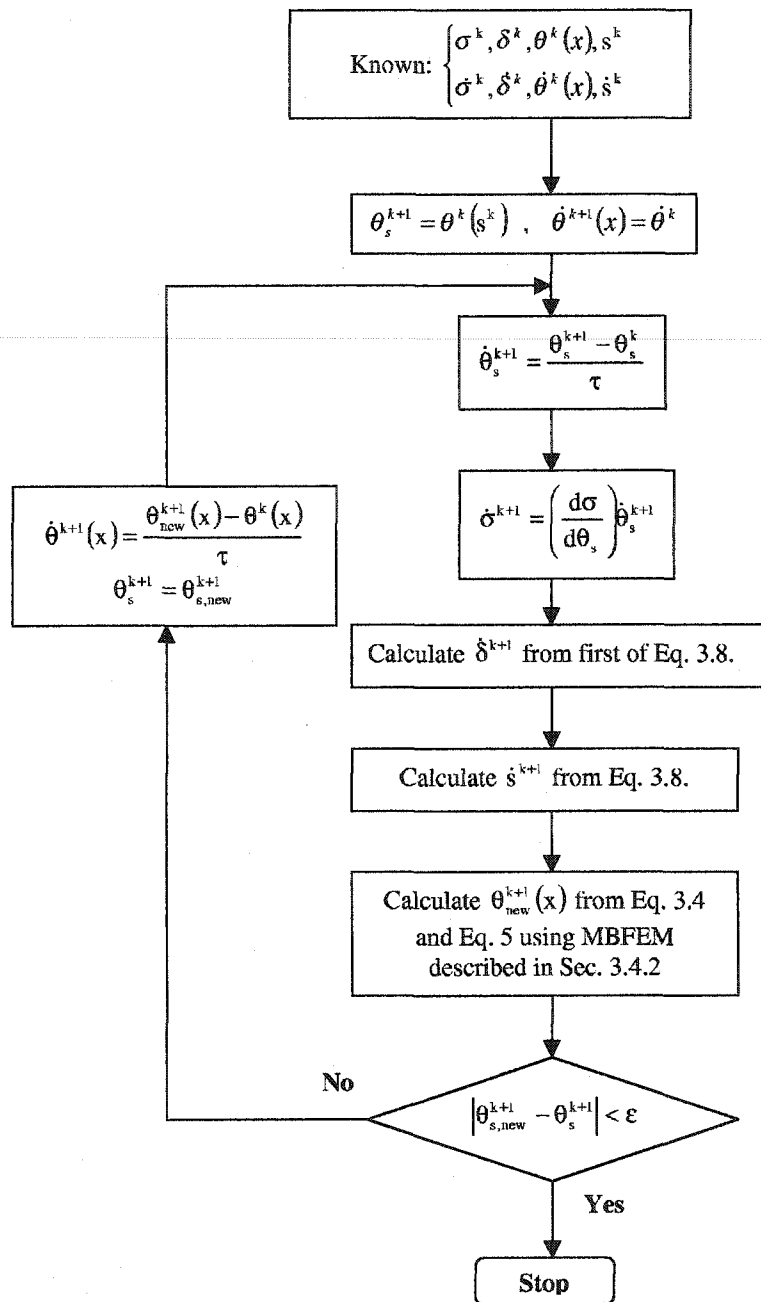 Known: { σ^k, δ^k, θ^k(x), s^k
σ̇^k, δ̇^k, θ̇^k(x), ṡ^k
θ_s^{k+1} = θ^k(s^k) , θ̇^{k+1}(x) = θ̇^k
θ̇_s^{k+1} = (θ_s^{k+1} − θ_s^k) / τ
σ̇^{k+1} = (dσ/dθ_s) θ̇_s^{k+1}
Calculate δ̇^{k+1} from first of Eq. 3.8.
Calculate ṡ^{k+1} from Eq. 3.8.
Calculate θ_new^{k+1}(x) from Eq. 3.4
and Eq. 5 using MBFEM
described in Sec. 3.4.2
|θ_{s,new}^{k+1} − θ_s^{k+1}| < ε
No
θ̇^{k+1}(x) = (θ_new^{k+1}(x) − θ^k(x)) / τ
θ_s^{k+1} = θ_{s,new}^{k+1}
Yes
Stop